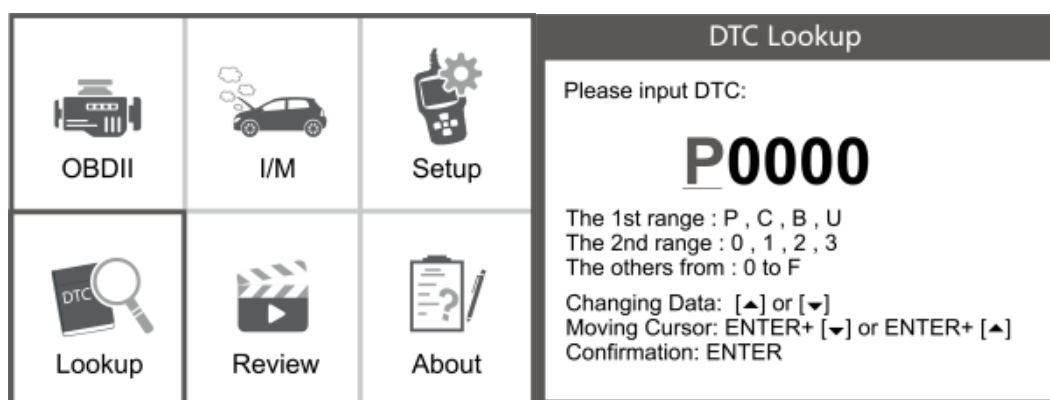 OBDII
I/M
Setup
DTC
Lookup
Review
?
About
DTC Lookup
Please input DTC:
P0000
The 1st range : P , C , B , U
The 2nd range : 0 , 1 , 2 , 3
The others from : 0 to F
Changing Data: [▲] or [▼]
Moving Cursor: ENTER+ [▼] or ENTER+ [▲]
Confirmation: ENTER